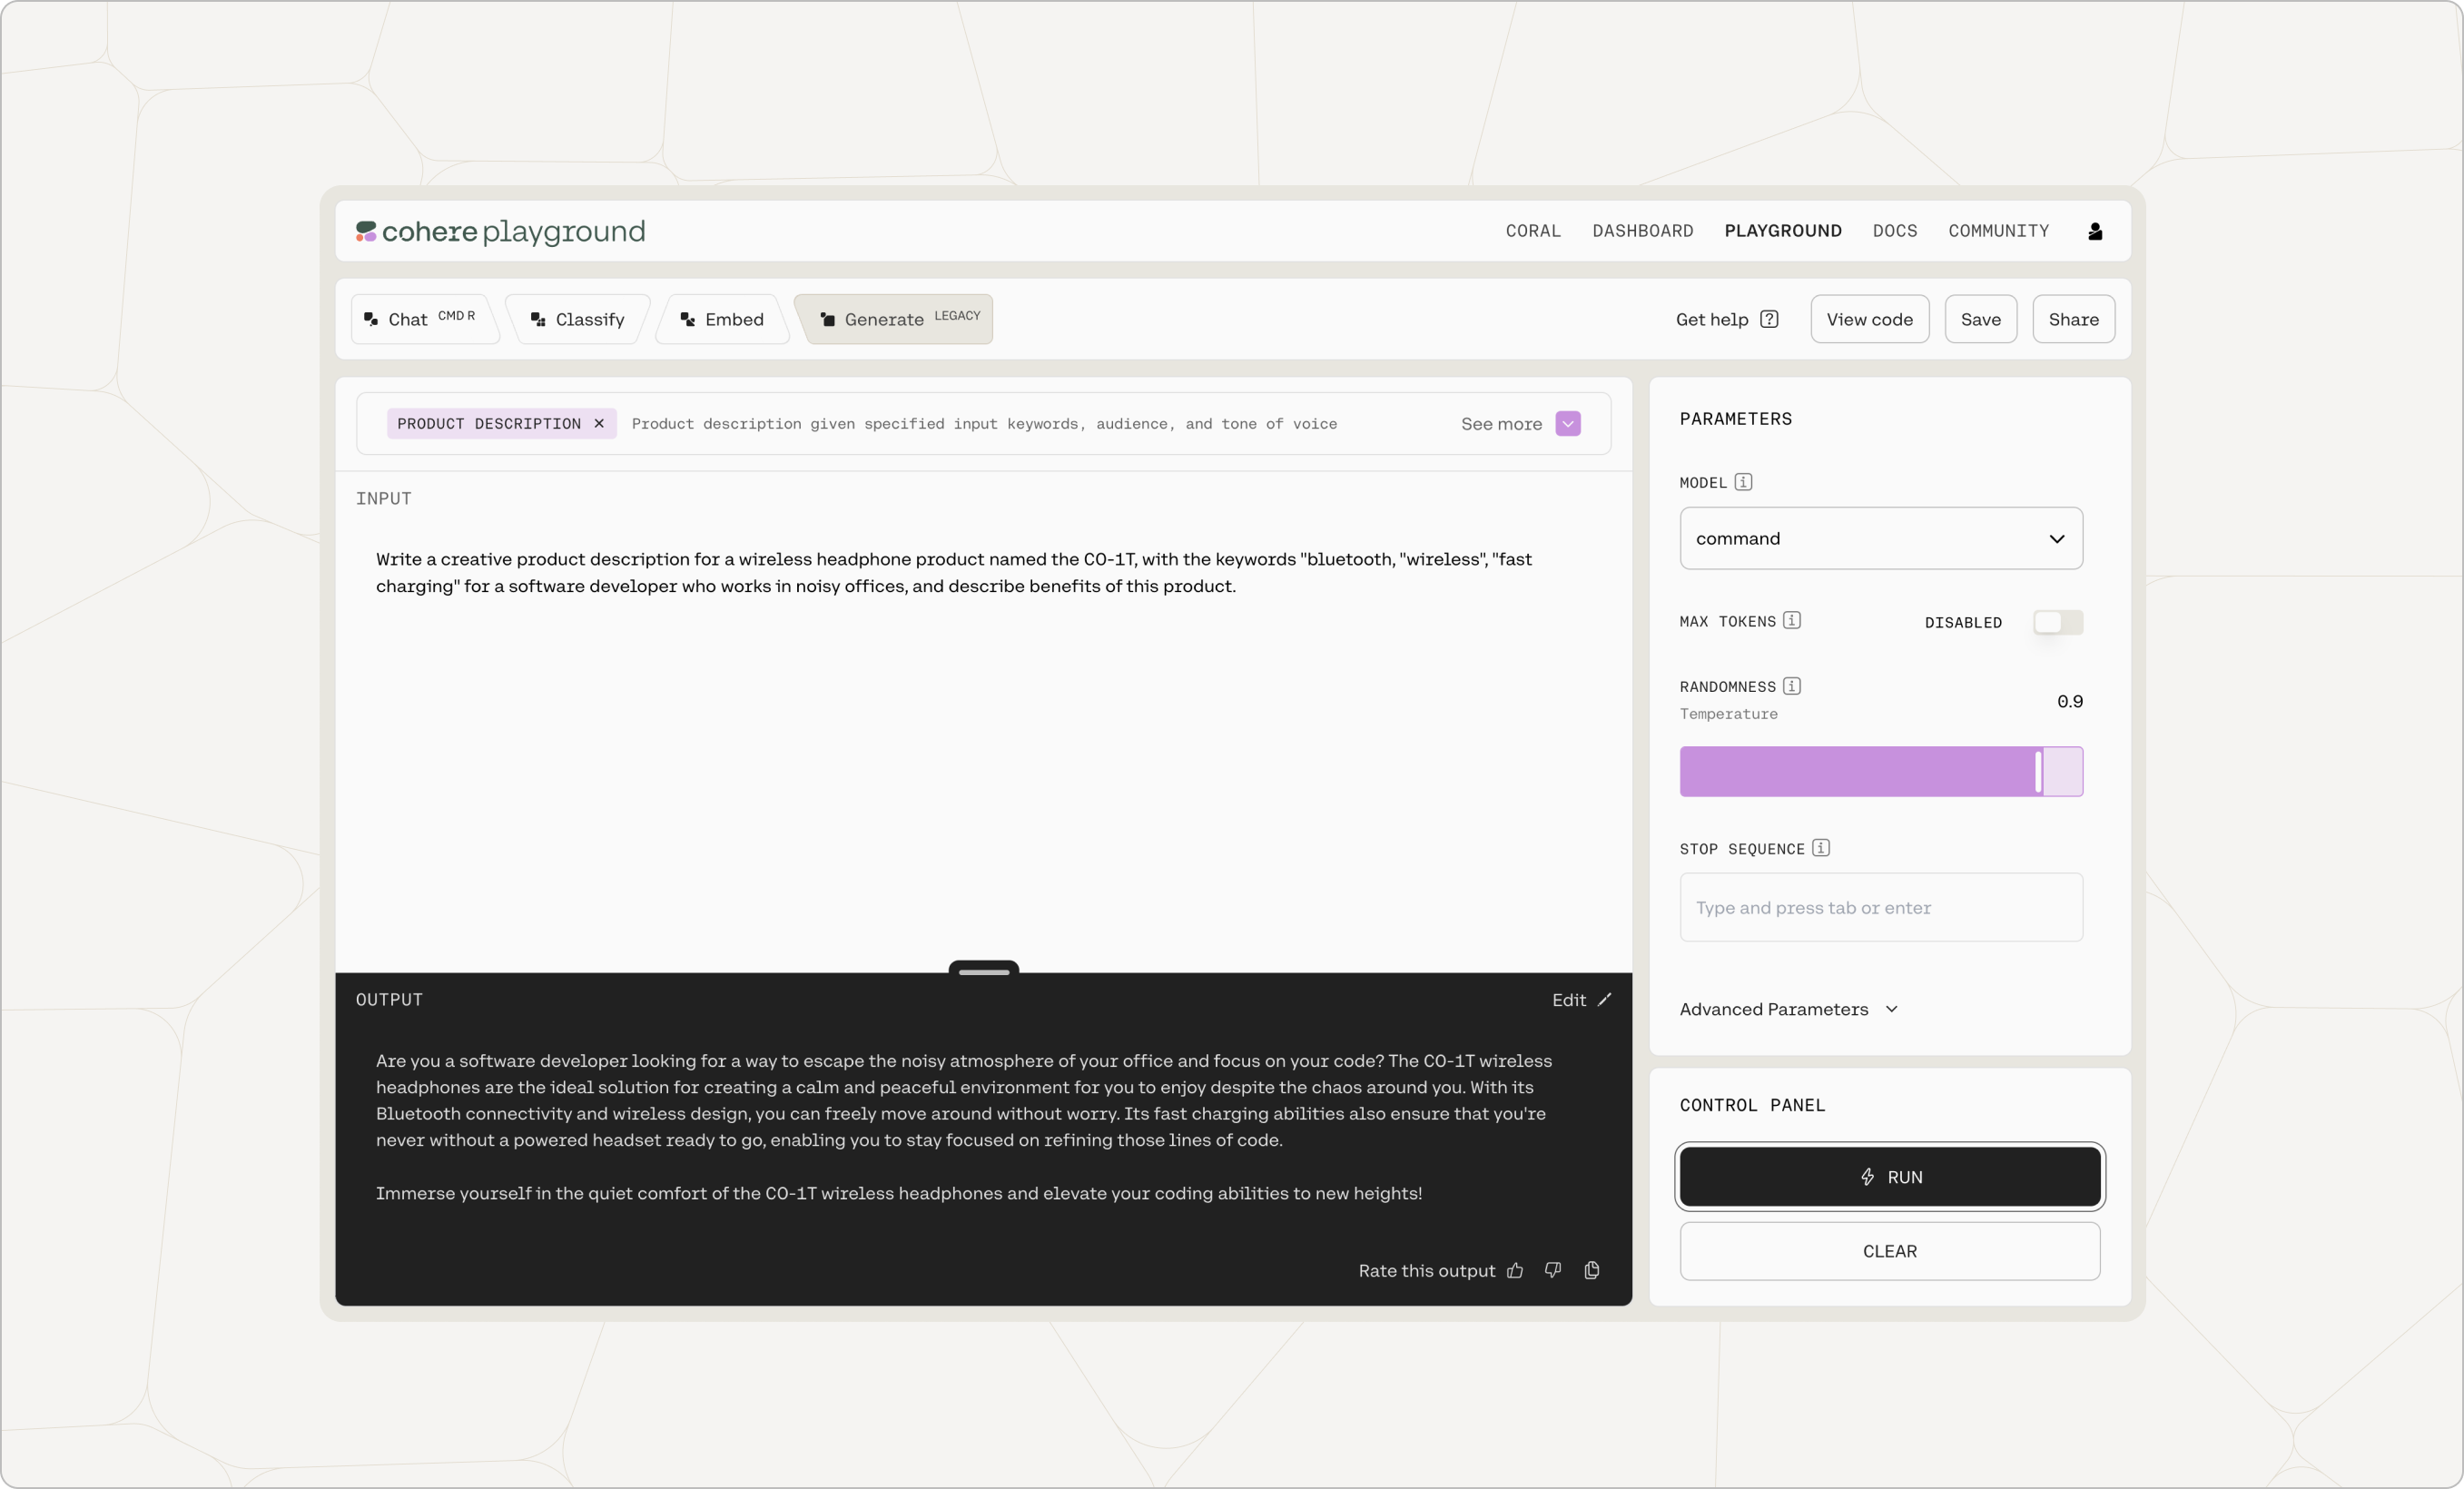 cohere playground
CORAL DASHBOARD PLAYGROUND DOCS COMMUNITY
Chat CMD R Classify Embed Generate LEGACY
Get help ? View code Save Share
PRODUCT DESCRIPTION × Product description given specified input keywords, audience, and tone of voice See more
INPUT
Write a creative product description for a wireless headphone product named the CO-1T, with the keywords "bluetooth, "wireless", "fast
charging" for a software developer who works in noisy offices, and describe benefits of this product.
OUTPUT
Edit
Are you a software developer looking for a way to escape the noisy atmosphere of your office and focus on your code? The CO-1T wireless
headphones are the ideal solution for creating a calm and peaceful environment for you to enjoy despite the chaos around you. With its
Bluetooth connectivity and wireless design, you can freely move around without worry. Its fast charging abilities also ensure that you're
never without a powered headset ready to go, enabling you to stay focused on refining those lines of code.
Immerse yourself in the quiet comfort of the CO-1T wireless headphones and elevate your coding abilities to new heights!
Rate this output
PARAMETERS
MODEL i
command
MAX TOKENS i DISABLED
RANDOMNESS i
Temperature
0.9
STOP SEQUENCE i
Type and press tab or enter
Advanced Parameters
CONTROL PANEL
RUN
CLEAR